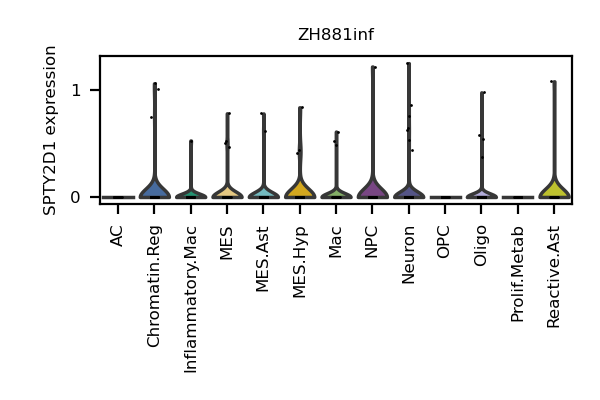 ZH881inf
SPTY2D1 expression
1
0
AC
Chromatin.Reg
Inflammatory.Mac
MES
MES.Ast
MES.Hyp
Mac
NPC
Neuron
OPC
Oligo
Prolif.Metab
Reactive.Ast